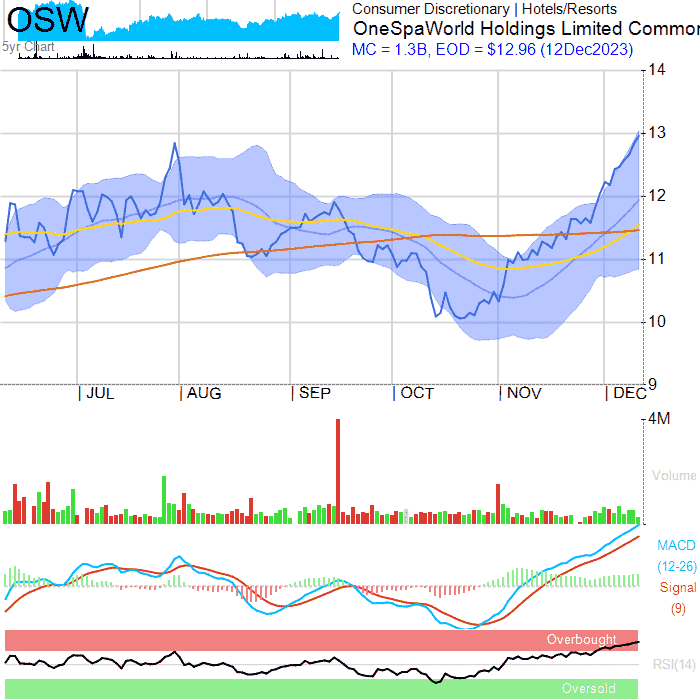 OSW
5yr Chart
Consumer Discretionary | Hotels/Resorts
OneSpaWorld Holdings Limited Common
MC = 1.3B, EOD = $12.96 (12Dec2023)
14
13
12
11
10
9
| JUL | AUG | SEP | OCT | NOV | DEC
4M
Volume
MACD
(12-26)
Signal
(9)
Overbought
RSI(14)
Oversold